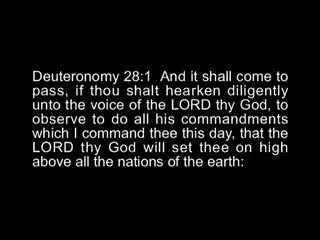 Deuteronomy 28:1  And it shall come to
pass, if thou shalt hearken diligently
unto the voice of the LORD thy God, to
observe to do all his commandments
which I command thee this day, that the
LORD thy God will set thee on high
above all the nations of the earth: